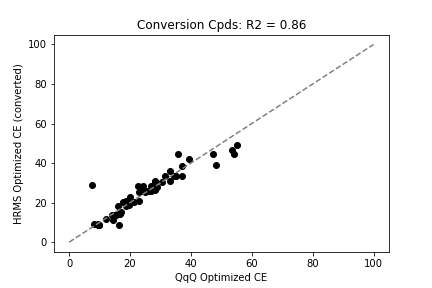 Conversion Cpds: R2 = 0.86
HRMS Optimized CE (converted)
100
80
60
40
20
0
0 20 40 60 80 100
QqQ Optimized CE